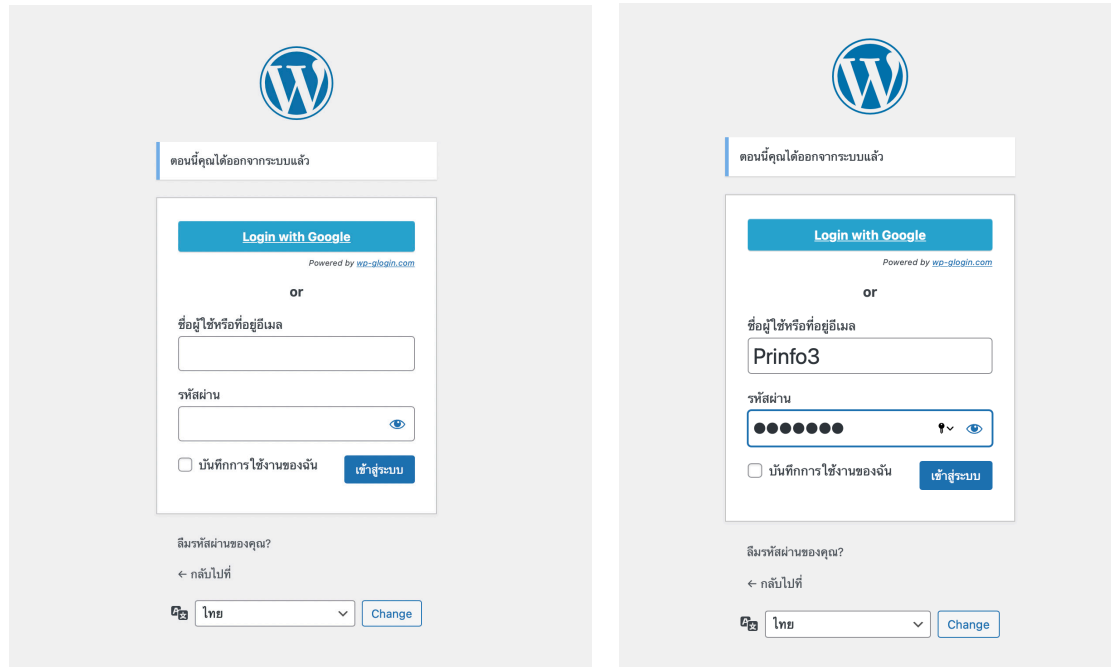 ตอนนี้คุณได้ออกจากระบบแล้ว
Login with Google
Powered by wp-glogin.com
or
ชื่อผู้ใช้หรือที่อยู่อีเมล
รหัสผ่าน
บันทึกการใช้งานของฉัน
เข้าสู่ระบบ
ลืมรหัสผ่านของคุณ?
← กลับไปที่
ไทย
Change
ตอนนี้คุณได้ออกจากระบบแล้ว
Login with Google
Powered by wp-glogin.com
or
ชื่อผู้ใช้หรือที่อยู่อีเมล
Prinfo3
รหัสผ่าน
บันทึกการใช้งานของฉัน
เข้าสู่ระบบ
ลืมรหัสผ่านของคุณ?
← กลับไปที่
ไทย
Change